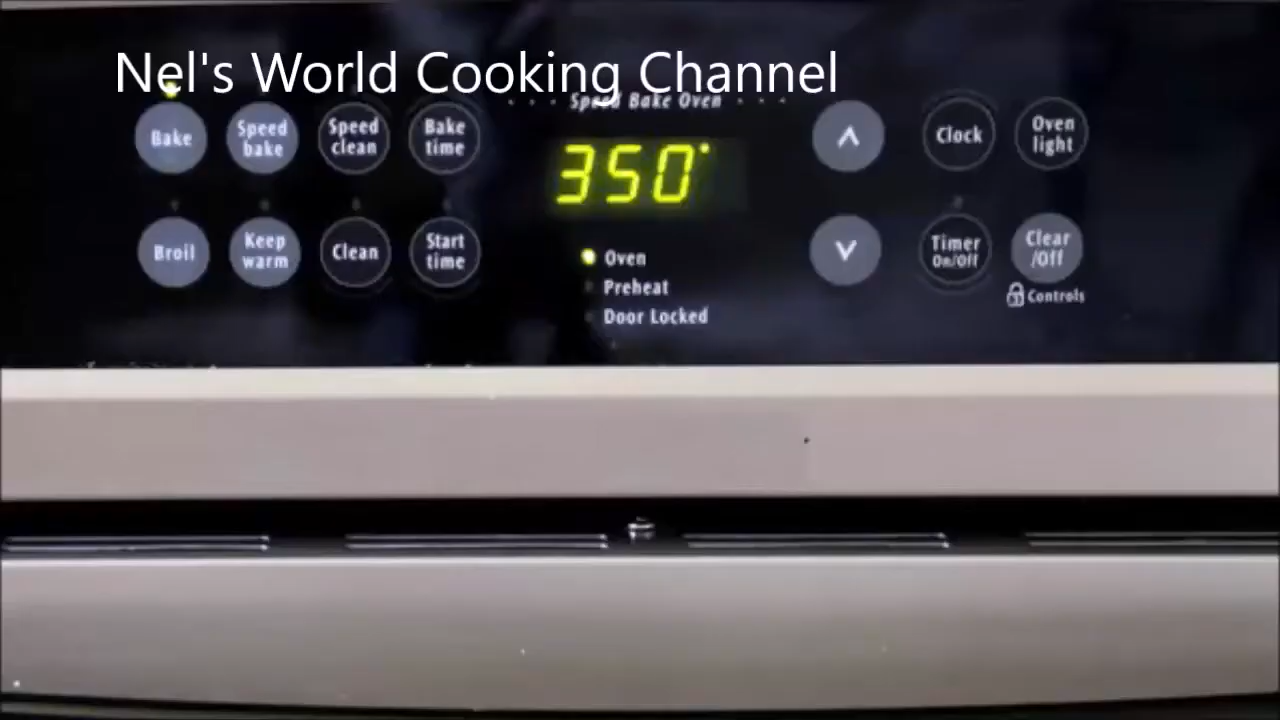 Nel's World Cooking Channel
Speed Bake Oven
Bake
Speed bake
Speed clean
Bake time
350°
Clock
Oven light
Broil
Keep warm
Clean
Start time
Oven
Preheat
Door Locked
Timer On/Off
Clear /Off
Controls